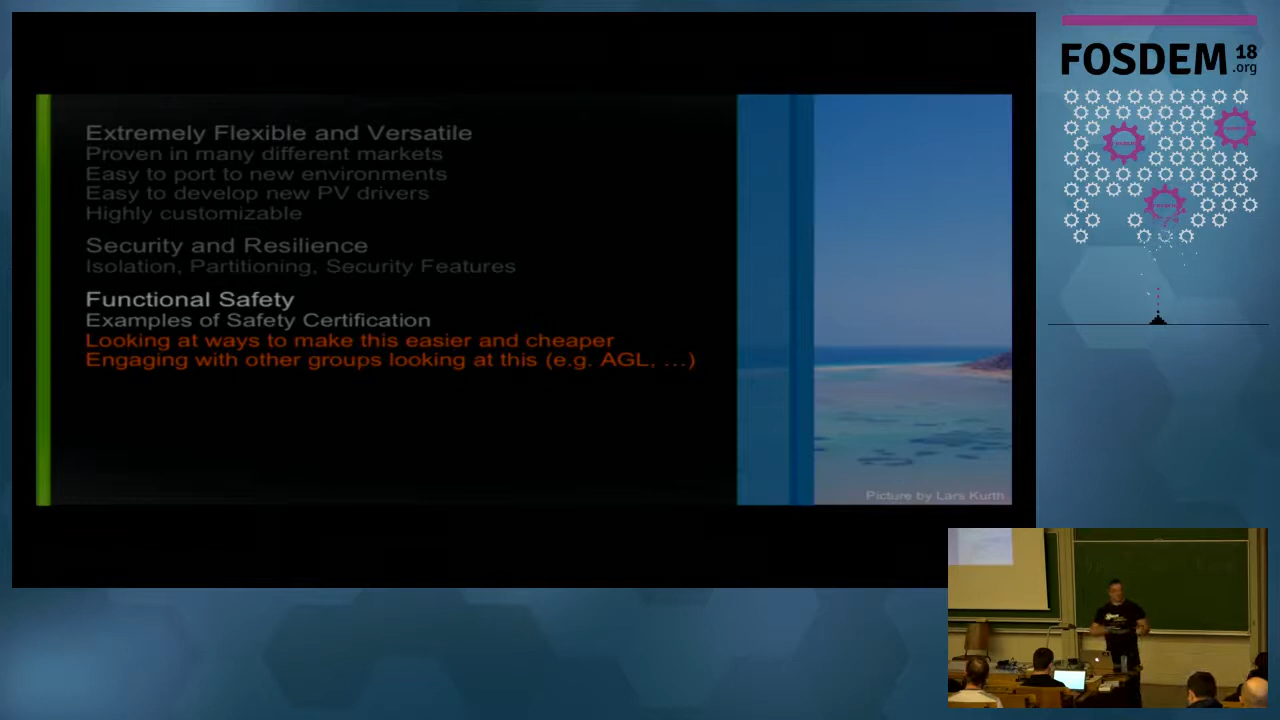 Extremely Flexible and Versatile
Proven in many different markets
Easy to port to new environments
Easy to develop new PV drivers
Highly customizable
Security and Resilience
Isolation, Partitioning, Security Features
Functional Safety
Examples of Safety Certification
Looking at ways to make this easier and cheaper
Engaging with other groups looking at this (e.g. AGL, ...)
Picture by Lars Kurth
FOSDEM 18
.org